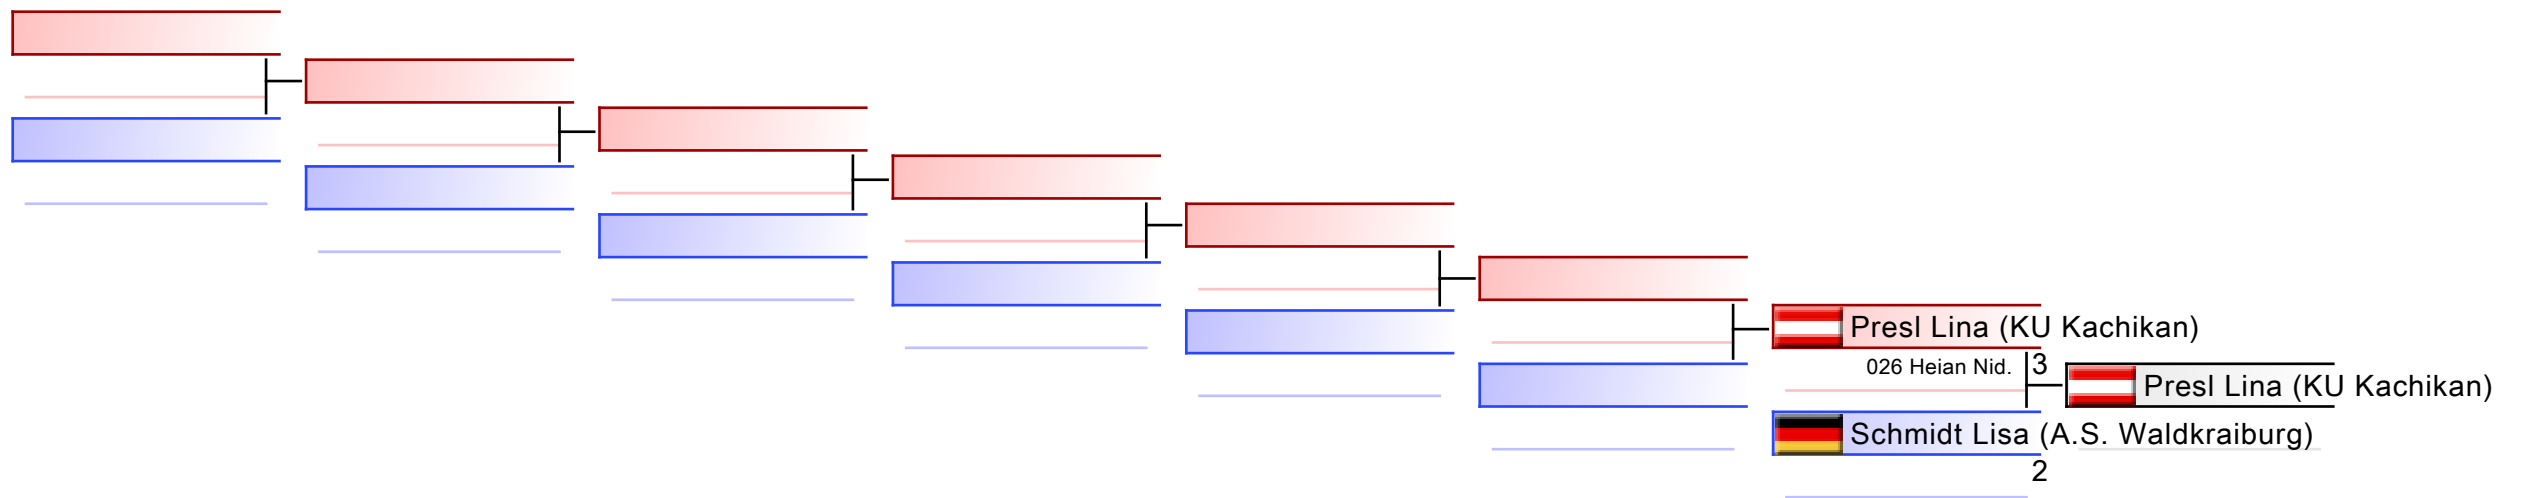 Presl Lina (KU Kachikan)
026 Heian Nid.
3
Presl Lina (KU Kachikan)
Schmidt Lisa (A.S. Waldkraiburg)
2